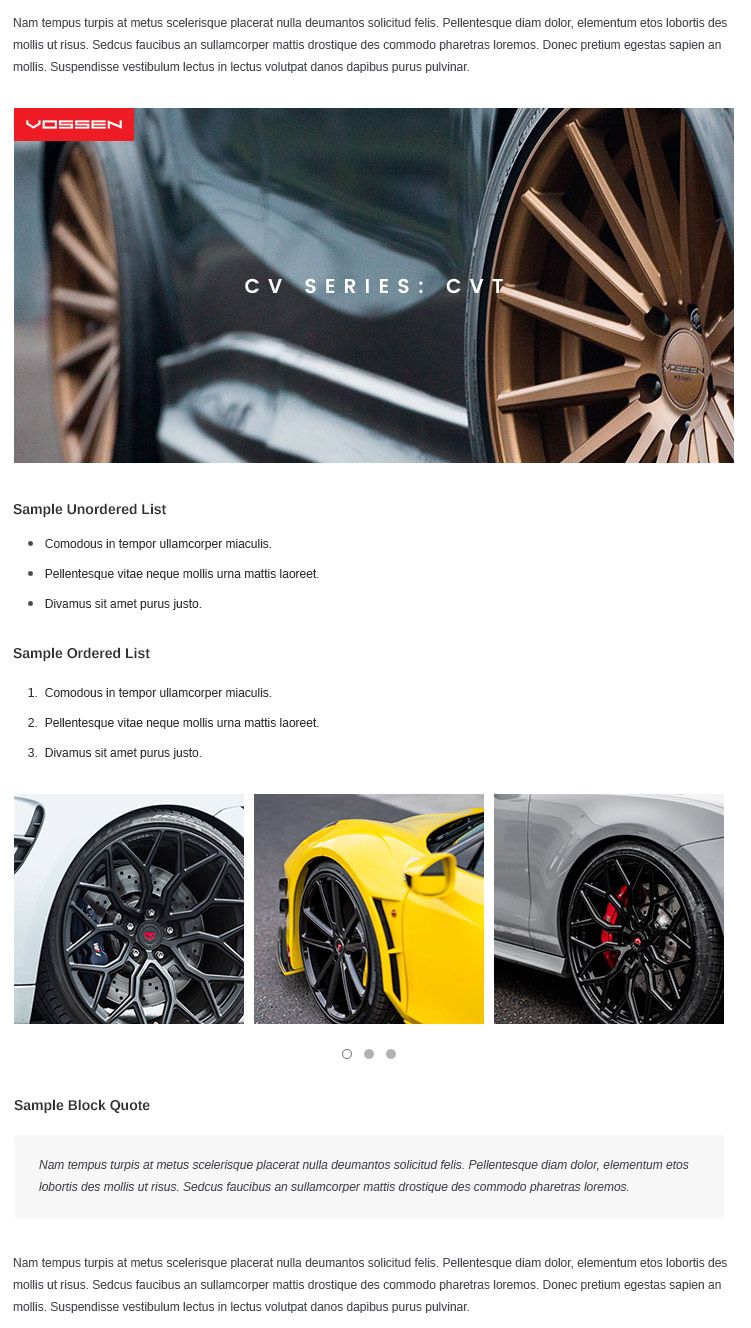 Nam tempus turpis at metus scelerisque placerat nulla deumantos solicitud felis. Pellentesque diam dolor, elementum etos lobortis des
mollis ut risus. Sedcus faucibus an sullamcorper mattis drostique des commodo pharetras loremos. Donec pretium egestas sapien an
mollis. Suspendisse vestibulum lectus in lectus volutpat danos dapibus purus pulvinar.
VOSSEN
CV SERIES: CVT
VOSSEN
Sample Unordered List
• Comodous in tempor ullamcorper miaculis.
• Pellentesque vitae neque mollis urna mattis laoreet.
• Divamus sit amet purus justo.
Sample Ordered List
1. Comodous in tempor ullamcorper miaculis.
2. Pellentesque vitae neque mollis urna mattis laoreet.
3. Divamus sit amet purus justo.
Sample Block Quote
Nam tempus turpis at metus scelerisque placerat nulla deumantos solicitud felis. Pellentesque diam dolor, elementum etos
lobortis des mollis ut risus. Sedcus faucibus an sullamcorper mattis drostique des commodo pharetras loremos.
Nam tempus turpis at metus scelerisque placerat nulla deumantos solicitud felis. Pellentesque diam dolor, elementum etos lobortis des
mollis ut risus. Sedcus faucibus an sullamcorper mattis drostique des commodo pharetras loremos. Donec pretium egestas sapien an
mollis. Suspendisse vestibulum lectus in lectus volutpat danos dapibus purus pulvinar.